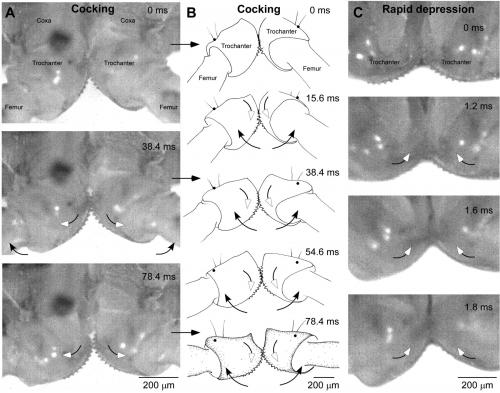 A
Cocking
0 ms
Coxa
Coxa
Trochanter
Trochanter
Femur
Femur
38.4 ms
78.4 ms
200 µm
B
Cocking
0 ms
Trochanter
Trochanter
Femur
Femur
15.6 ms
38.4 ms
54.6 ms
78.4 ms
200 µm
C
Rapid depression
0 ms
Trochanter
Trochanter
1.2 ms
1.6 ms
1.8 ms
200 µm